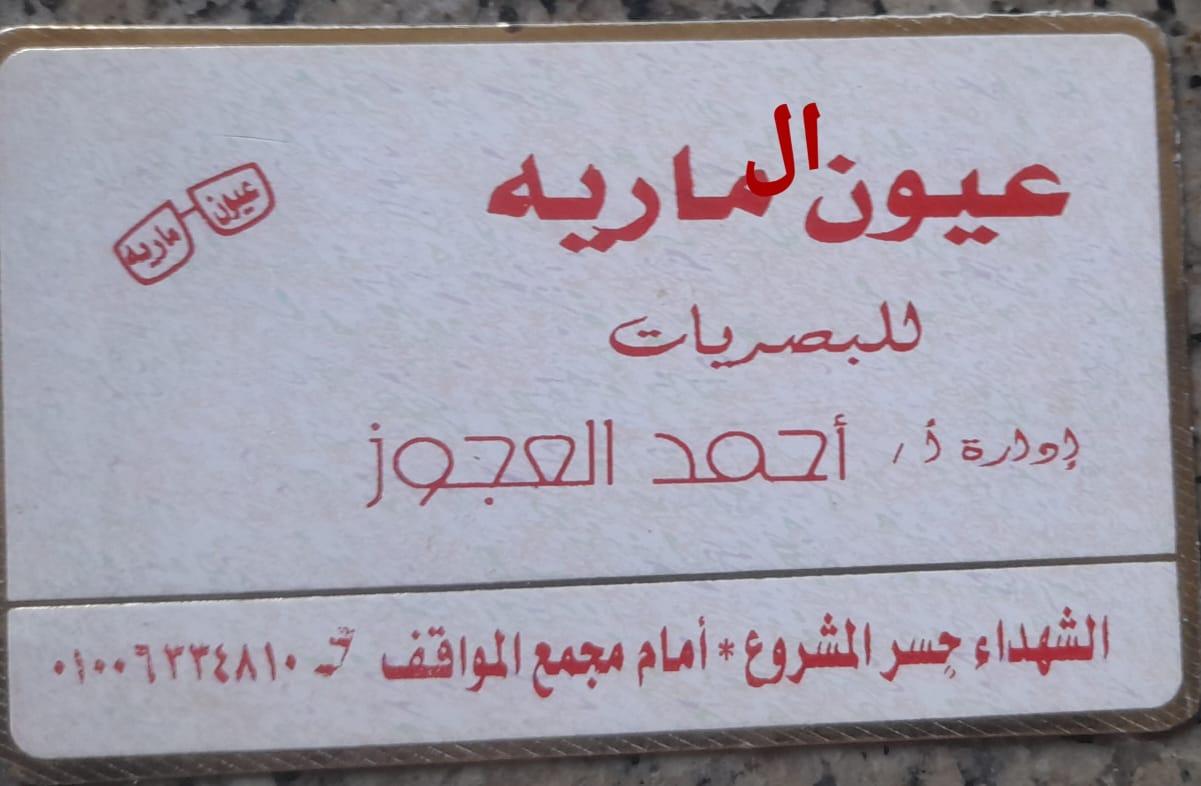 عيون الماريه
عيون
ماريه
للبصريات
إدارة أ / أحمد العجوز
الشهداء جسر المشروع * أمام مجمع المواقف ت ٠١٠٠٦٣٣٤٨١٠